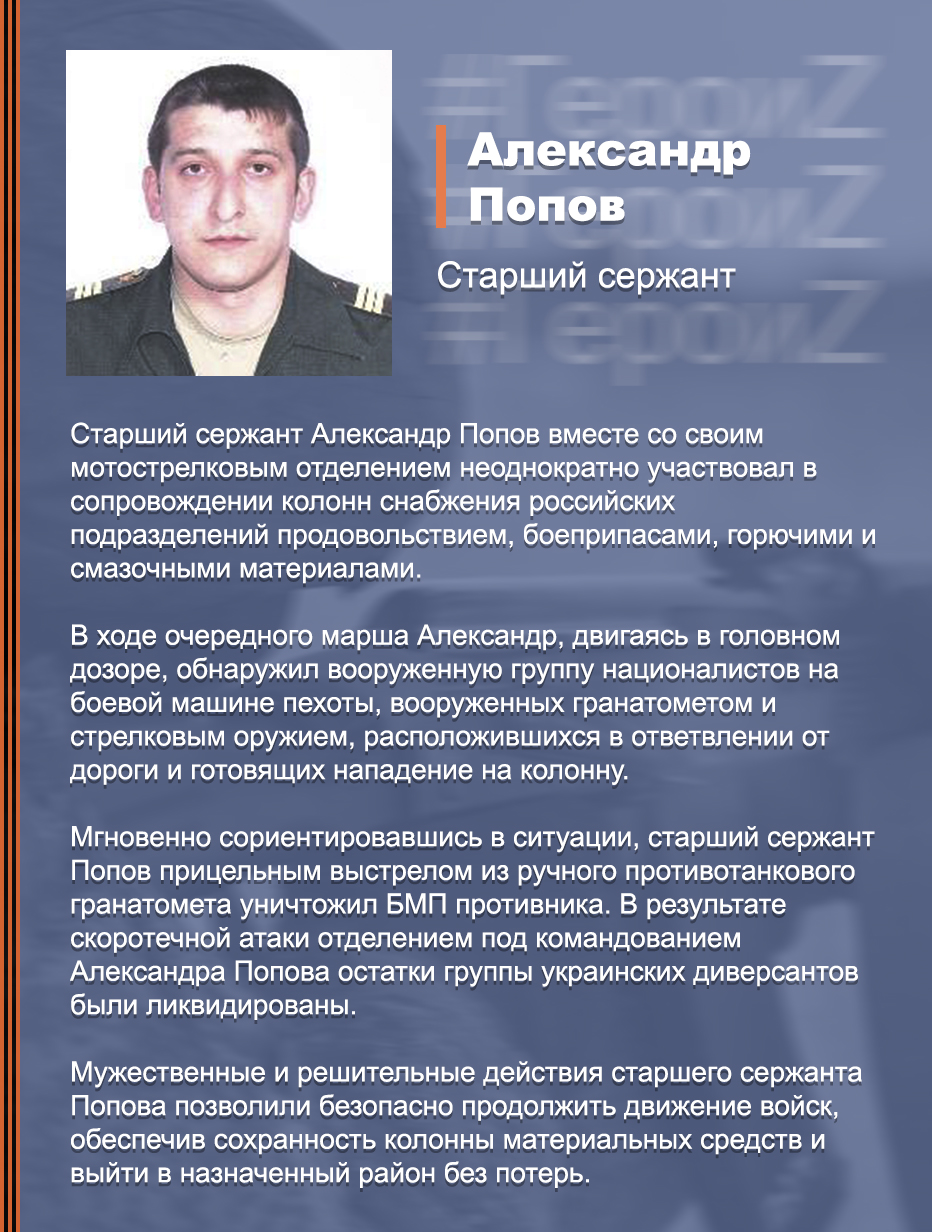 #ГероиZ
#ГероиZ
#ГероиZ
Александр
Попов
Старший сержант
Старший сержант Александр Попов вместе со своим
мотострелковым отделением неоднократно участвовал в
сопровождении колонн снабжения российских
подразделений продовольствием, боеприпасами, горючими и
смазочными материалами.
В ходе очередного марша Александр, двигаясь в головном
дозоре, обнаружил вооруженную группу националистов на
боевой машине пехоты, вооруженных гранатометом и
стрелковым оружием, расположившихся в ответвлении от
дороги и готовящих нападение на колонну.
Мгновенно сориентировавшись в ситуации, старший сержант
Попов прицельным выстрелом из ручного противотанкового
гранатомета уничтожил БМП противника. В результате
скоротечной атаки отделением под командованием
Александра Попова остатки группы украинских диверсантов
были ликвидированы.
Мужественные и решительные действия старшего сержанта
Попова позволили безопасно продолжить движение войск,
обеспечив сохранность колонны материальных средств и
выйти в назначенный район без потерь.